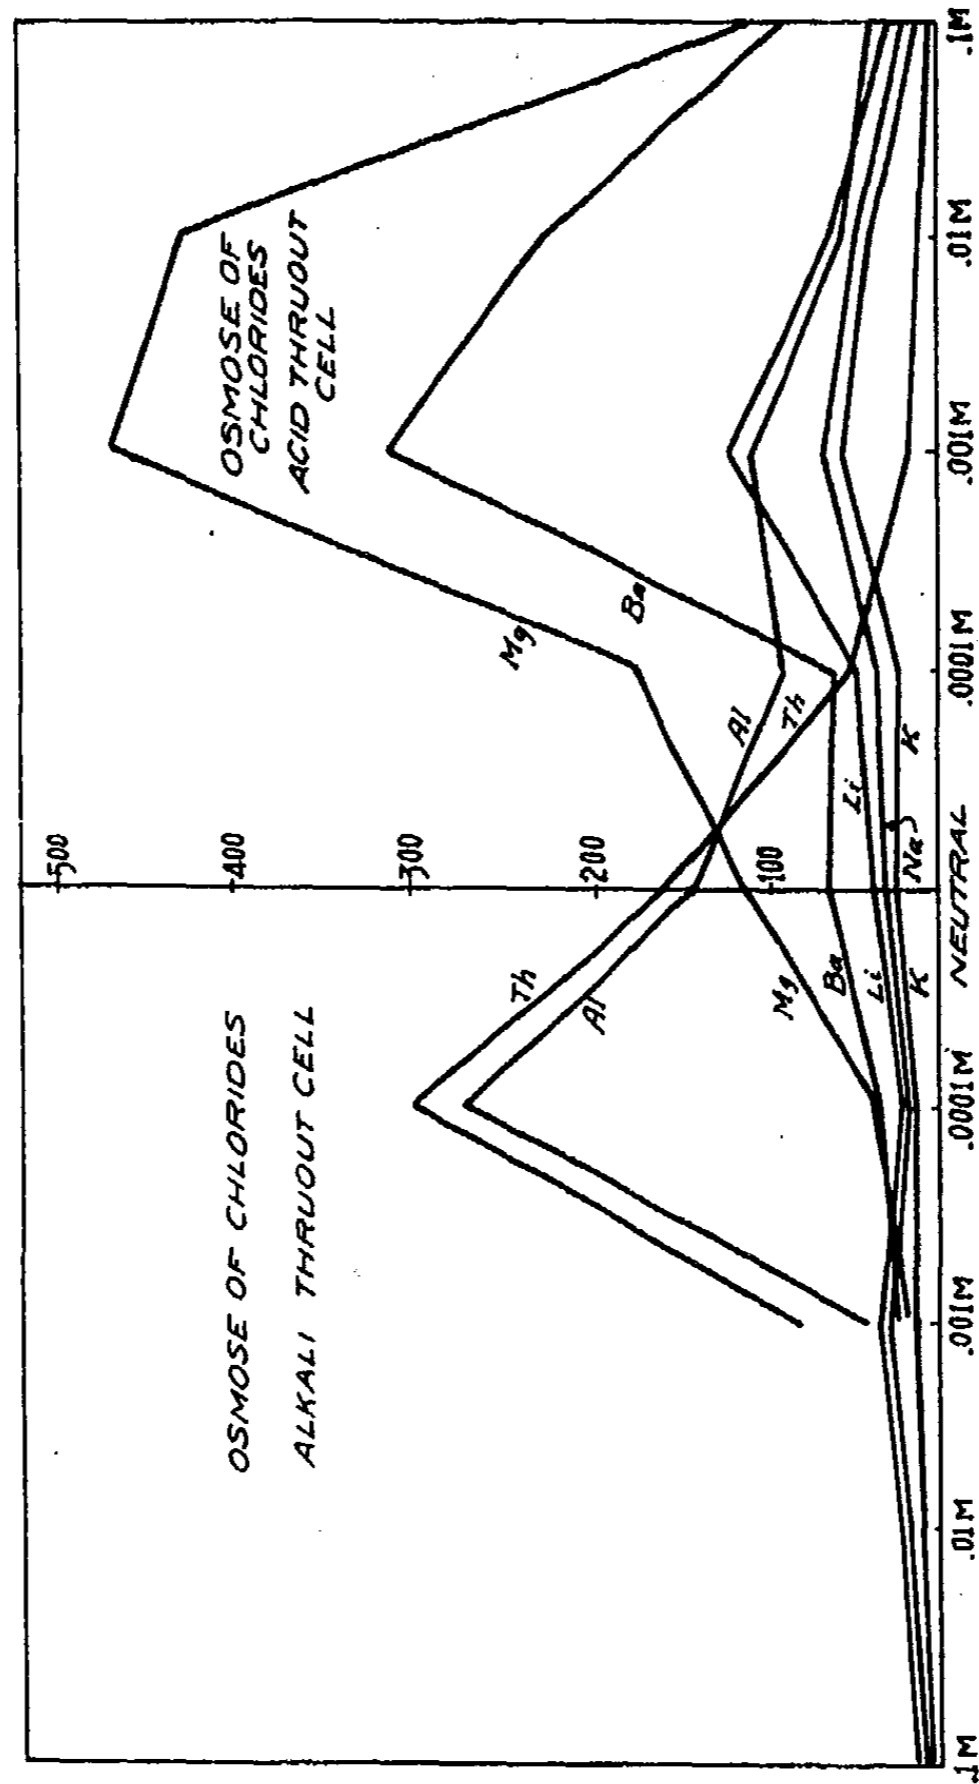 OSMOSE OF CHLORIDES
ALKALI THRUOUT CELL
OSMOSE OF
CHLORIDES
ACID THRUOUT
CELL
500
400
300
200
100
Th
Al
Mg
Ba
Li
K
Mg
Ba
Al
Th
Li
Na
K
.1M
.01M
.001M
.0001M
NEUTRAL
.0001M
.001M
.01M
.1M